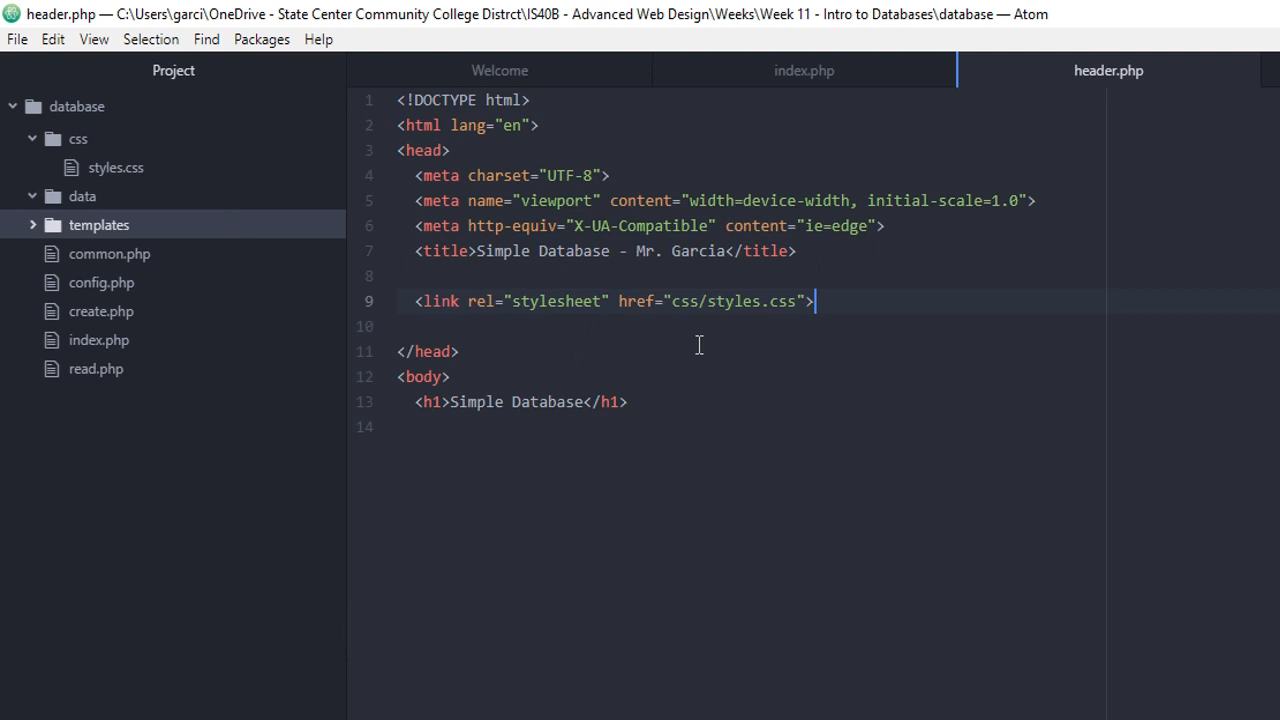 header.php — C:\Users\garci\OneDrive - State Center Community College Distrct\IS40B - Advanced Web Design\Weeks\Week 11 - Intro to Databases\database — Atom
File Edit View Selection Find Packages Help
Project
Welcome
index.php
header.php
database
css
styles.css
data
templates
common.php
config.php
create.php
index.php
read.php
1 <!DOCTYPE html>
2 <html lang="en">
3 <head>
4 <meta charset="UTF-8">
5 <meta name="viewport" content="width=device-width, initial-scale=1.0">
6 <meta http-equiv="X-UA-Compatible" content="ie=edge">
7 <title>Simple Database - Mr. Garcia</title>
8
9 <link rel="stylesheet" href="css/styles.css">
10
11 </head>
12 <body>
13 <h1>Simple Database</h1>
14